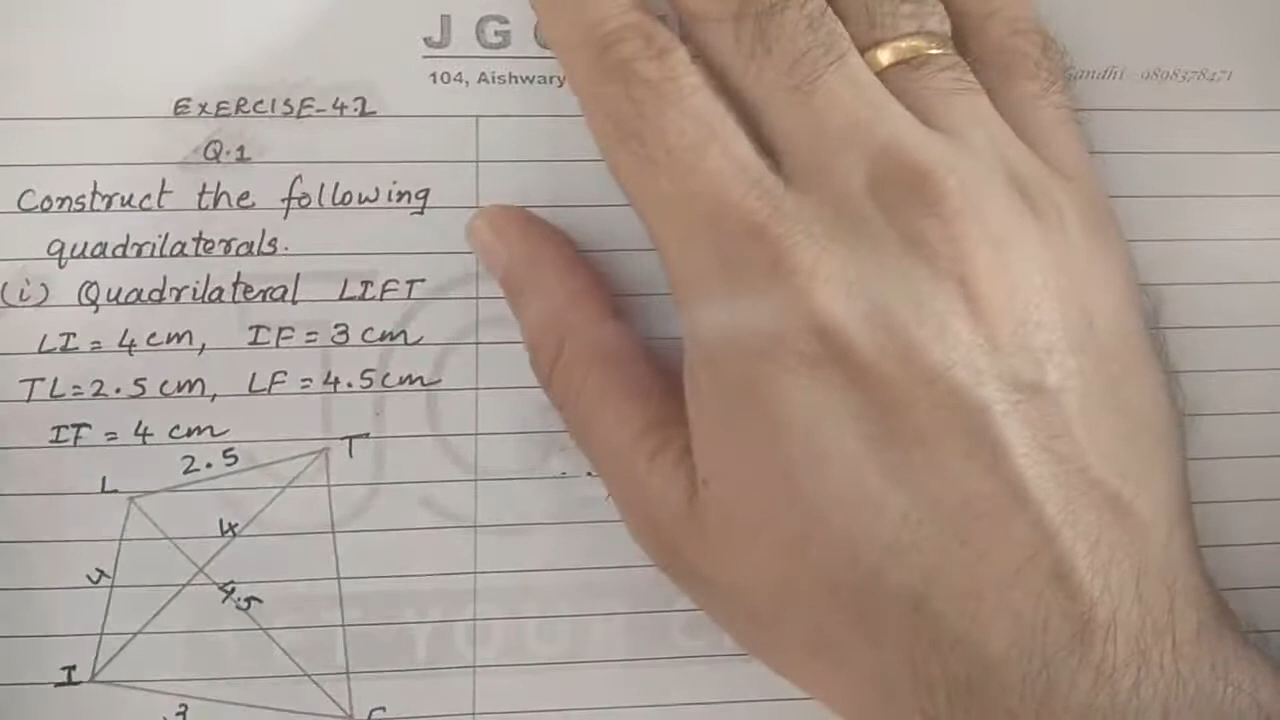 J G
104, Aishwary
Gandhi - 9898378471
EXERCISE-4.2
Q.1
Construct the following
quadrilaterals.
(i) Quadrilateral LIFT
LI = 4 cm, IF = 3 cm
TL = 2.5 cm, LF = 4.5 cm
IT = 4 cm
2.5
T
L
4
4
4.5
I
3